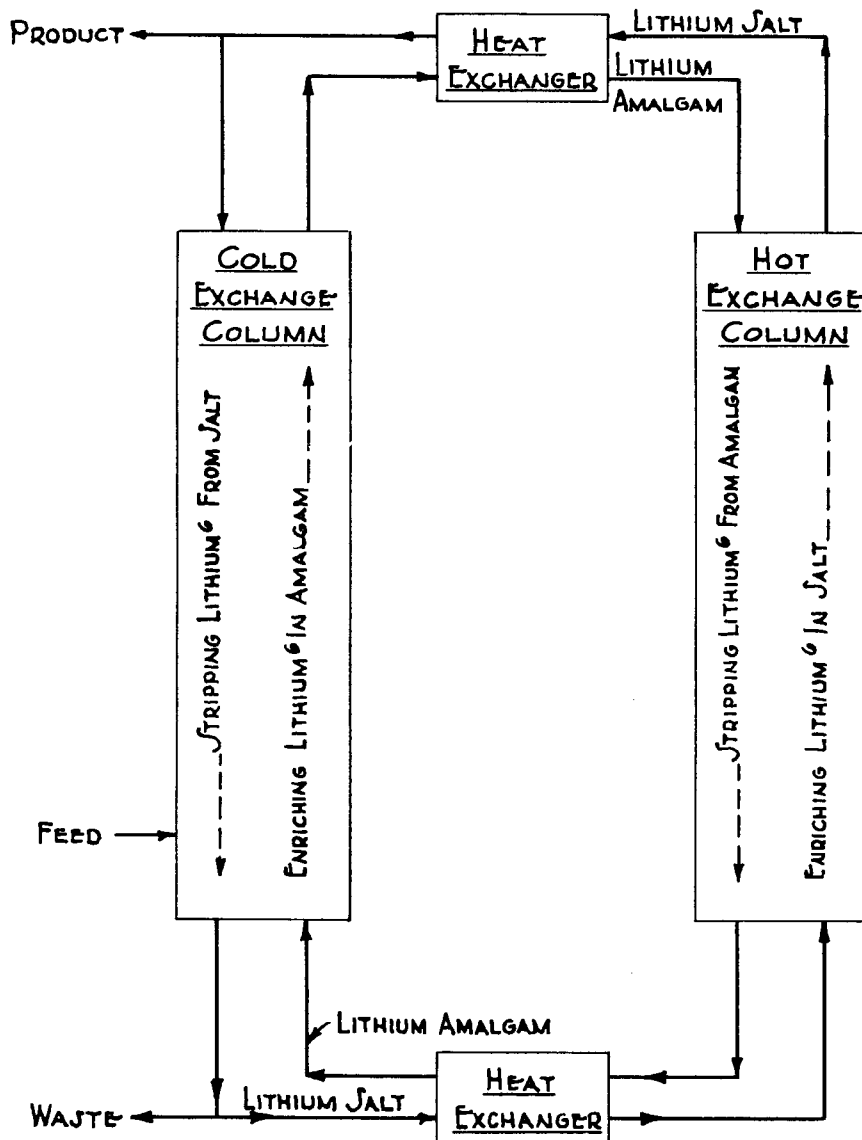 PRODUCT
HEAT
EXCHANGER
LITHIUM SALT
LITHIUM
AMALGAM
COLD
EXCHANGE
COLUMN
HOT
EXCHANGE
COLUMN
STRIPPING LITHIUM⁶ FROM SALT
ENRICHING LITHIUM⁶ IN AMALGAM
STRIPPING LITHIUM⁶ FROM AMALGAM
ENRICHING LITHIUM⁶ IN SALT
FEED
LITHIUM AMALGAM
HEAT
EXCHANGER
LITHIUM SALT
WASTE